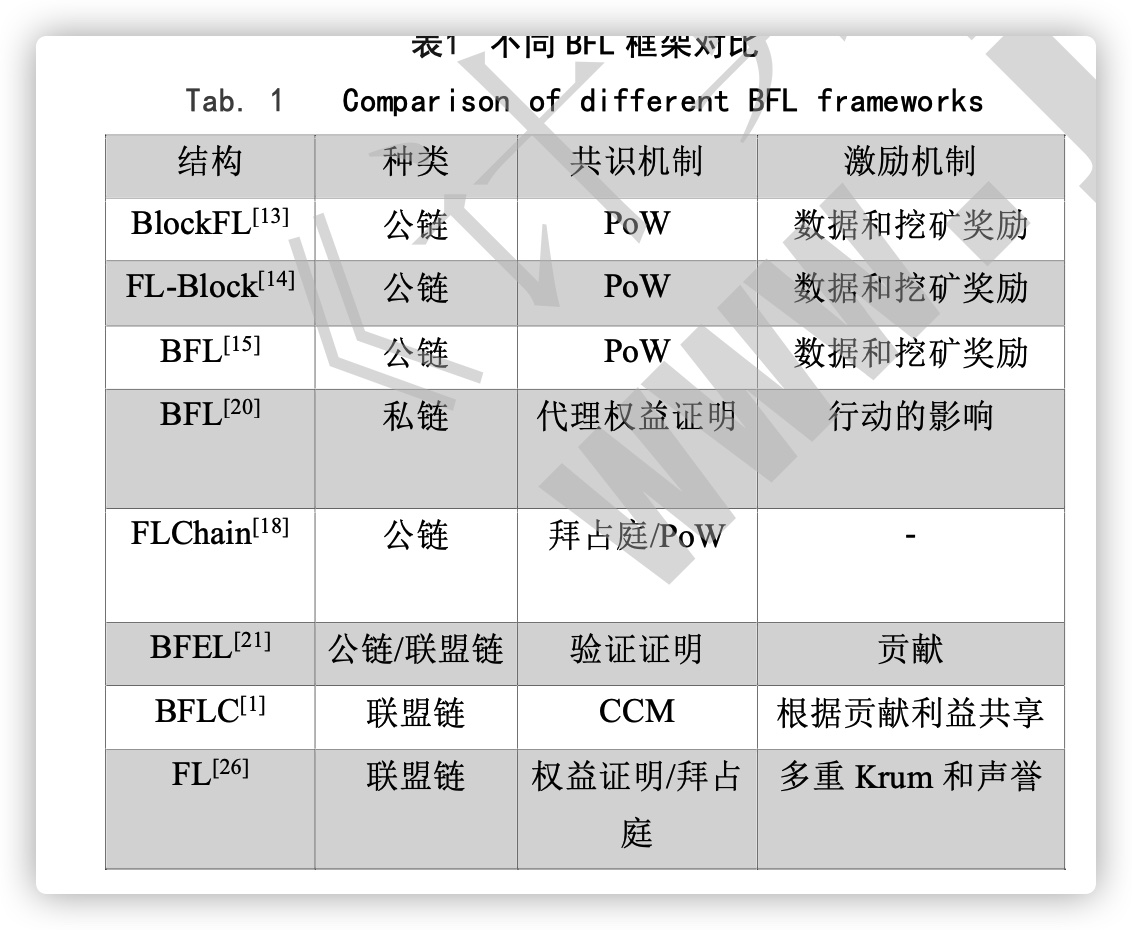 表1 不同 BFL 框架对比
Tab. 1 Comparison of different BFL frameworks
结构 种类 共识机制 激励机制
BlockFL[13] 公链 PoW 数据和挖矿奖励
FL-Block[14] 公链 PoW 数据和挖矿奖励
BFL[15] 公链 PoW 数据和挖矿奖励
BFL[20] 私链 代理权益证明 行动的影响
FLChain[18] 公链 拜占庭/PoW -
BFEL[21] 公链/联盟链 验证证明 贡献
BFLC[1] 联盟链 CCM 根据贡献利益共享
FL[26] 联盟链 权益证明/拜占 多重 Krum 和声誉
庭
《计
www.